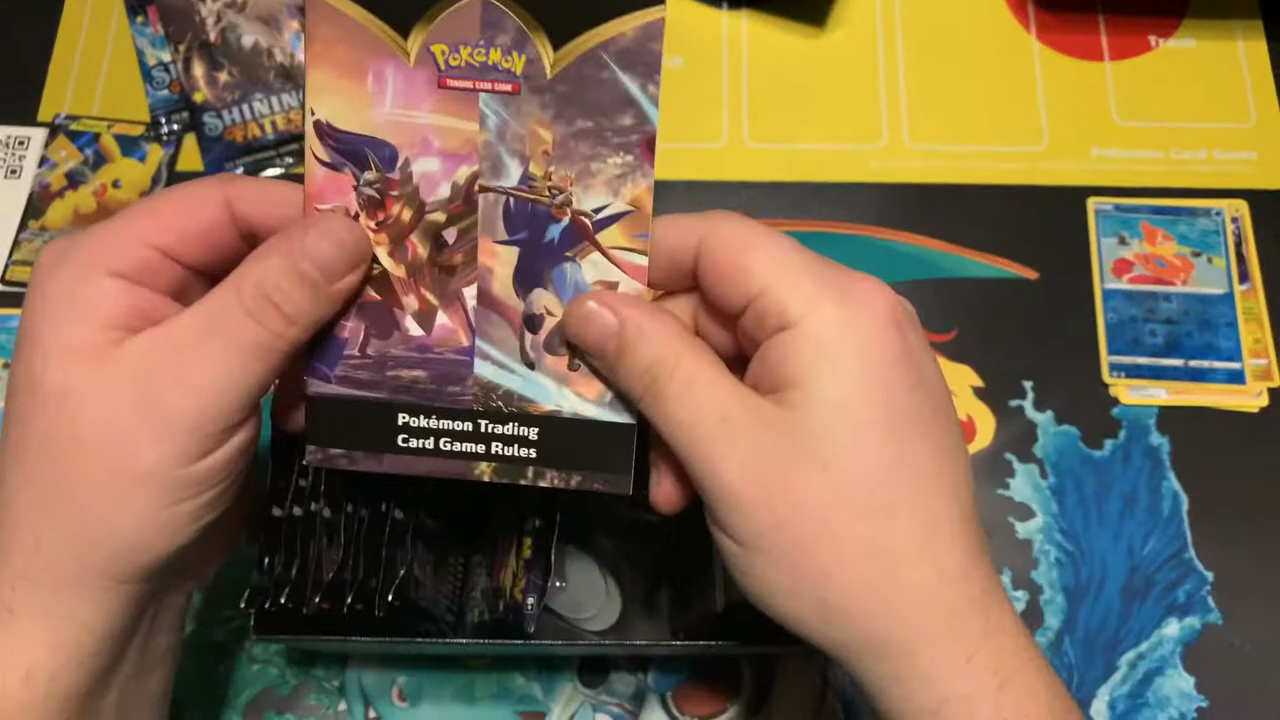 POKéMON
TRADING CARD GAME
SHINING
FATES
Trash
Pokémon Card Game
Pokémon Trading
Card Game Rules